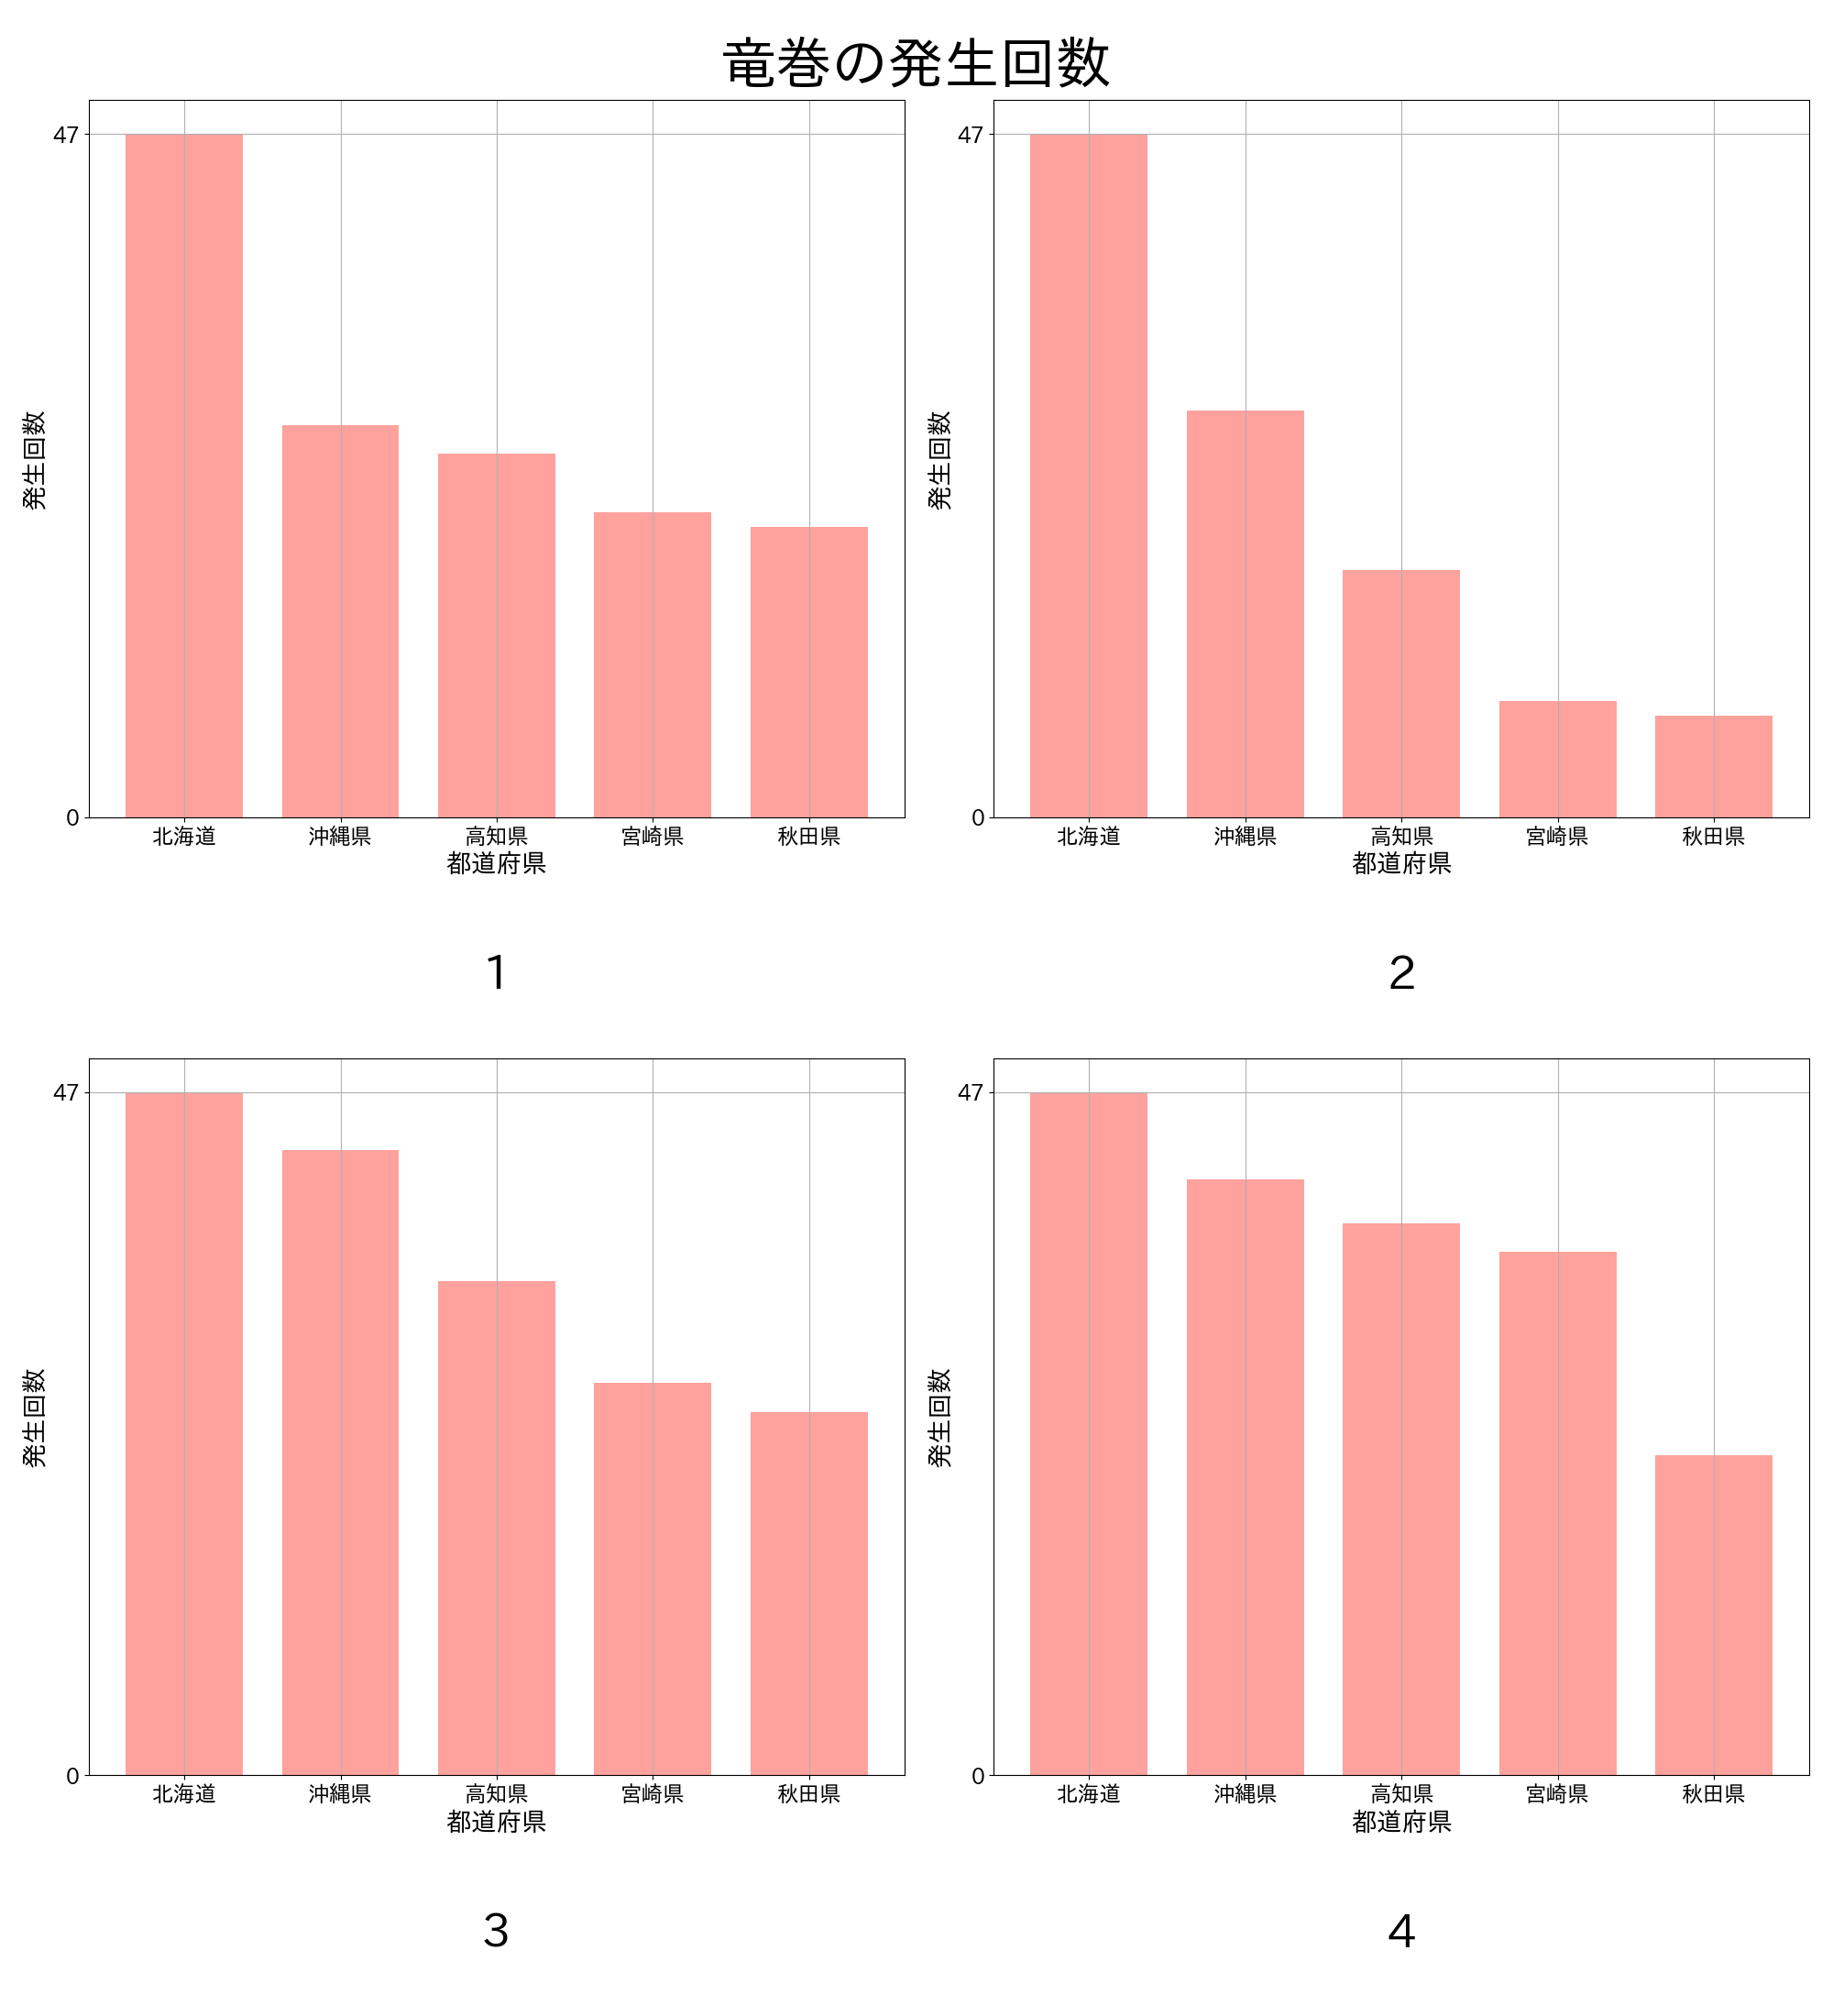 竜巻の発生回数
47
0
発生回数
北海道 沖縄県 高知県 宮崎県 秋田県
都道府県
1
47
0
発生回数
北海道 沖縄県 高知県 宮崎県 秋田県
都道府県
2
47
0
発生回数
北海道 沖縄県 高知県 宮崎県 秋田県
都道府県
3
47
0
発生回数
北海道 沖縄県 高知県 宮崎県 秋田県
都道府県
4